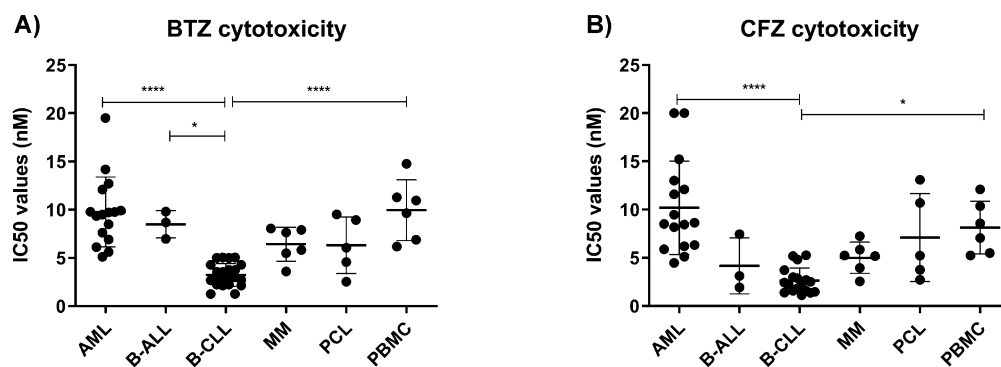 A)
BTZ cytotoxicity
IC50 values (nM)
25
20
15
10
5
0
****
****
*
AML
B-ALL
B-CLL
MM
PCL
PBMC
B)
CFZ cytotoxicity
IC50 values (nM)
25
20
15
10
5
0
****
*
AML
B-ALL
B-CLL
MM
PCL
PBMC